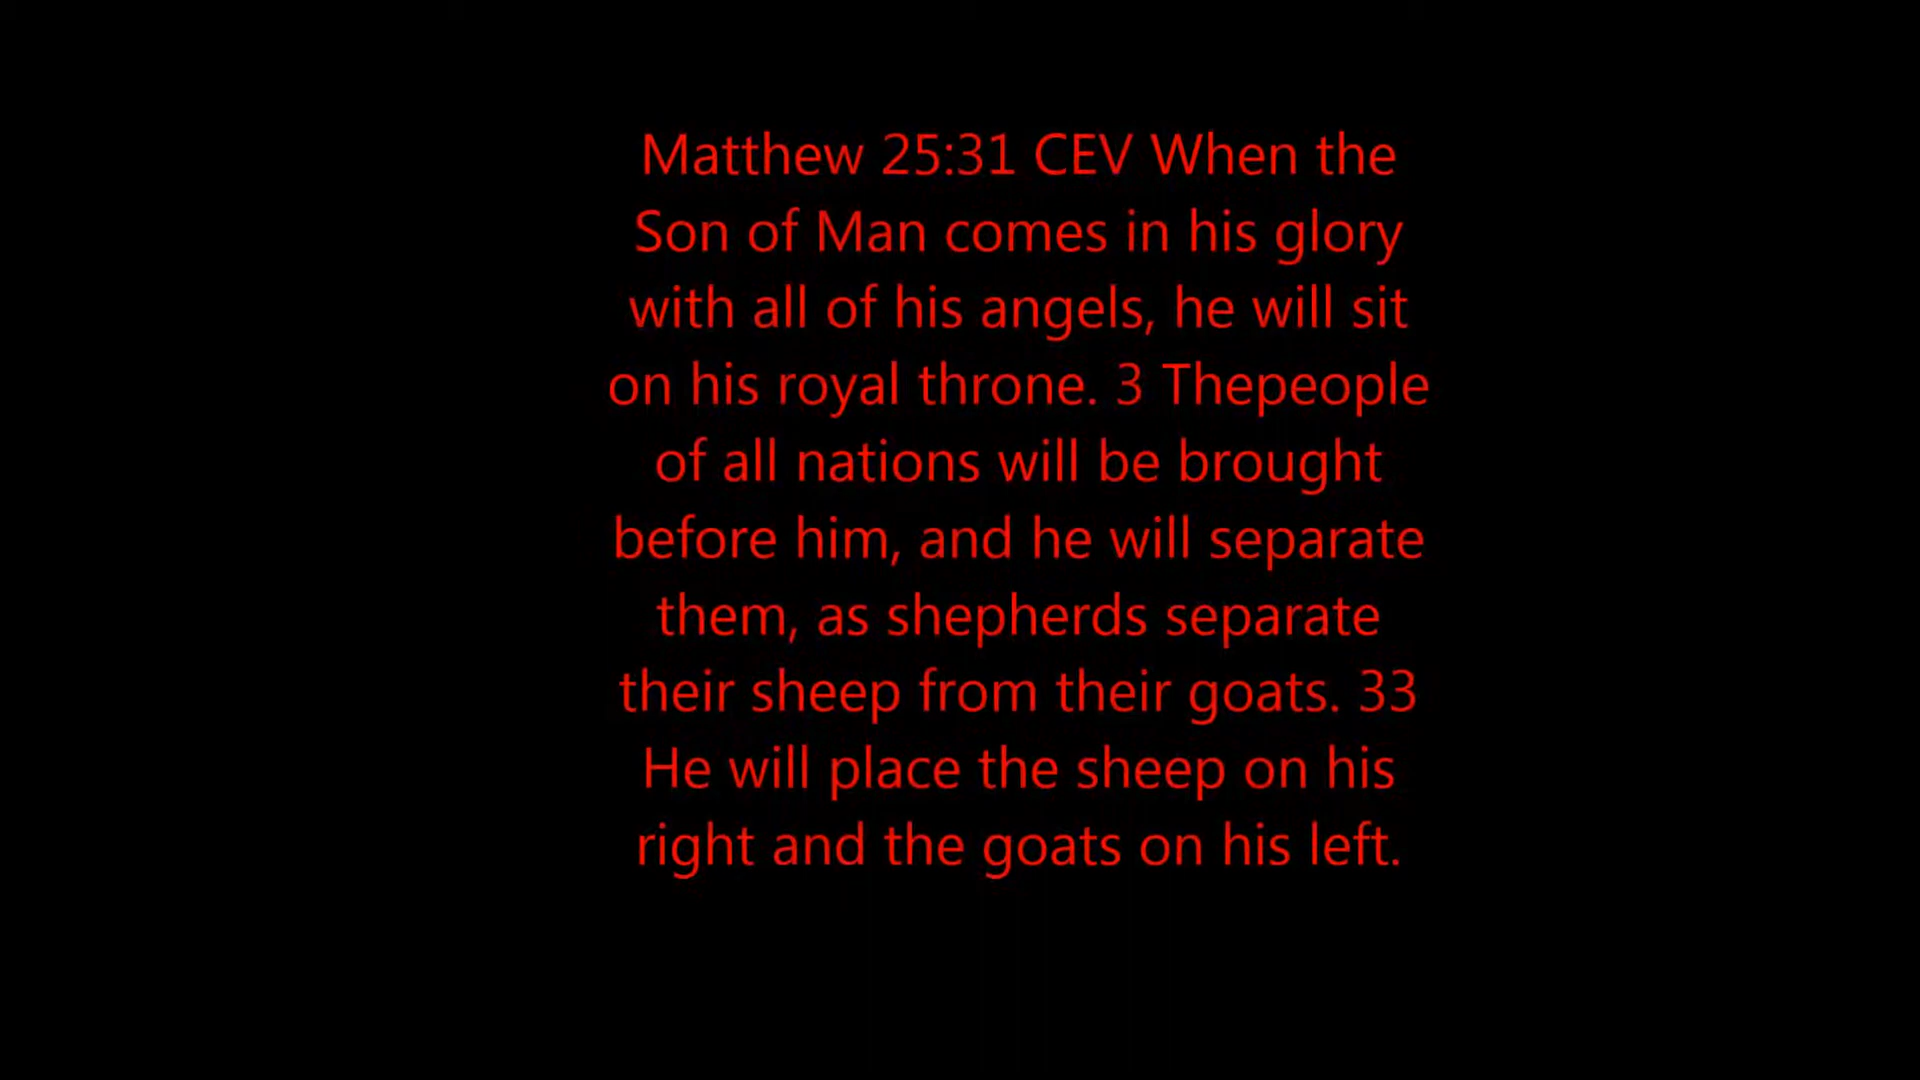 Matthew 25:31 CEV When the
Son of Man comes in his glory
with all of his angels, he will sit
on his royal throne. 3 Thepeople
of all nations will be brought
before him, and he will separate
them, as shepherds separate
their sheep from their goats. 33
He will place the sheep on his
right and the goats on his left.